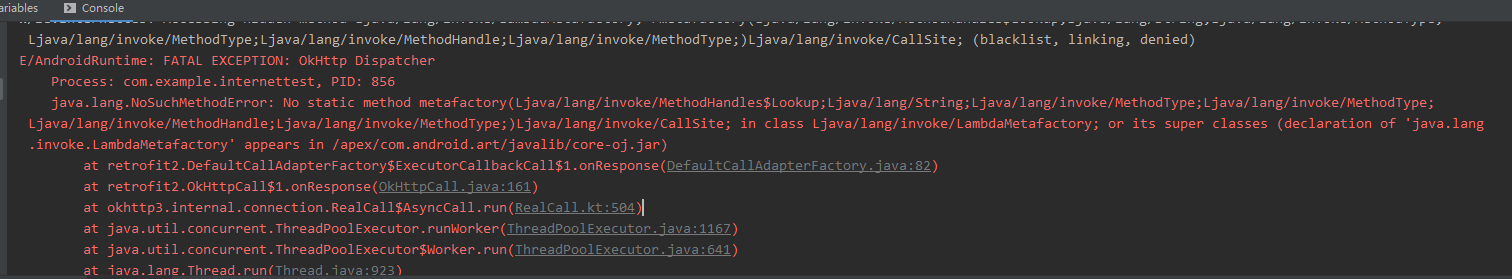 ariables Console
Ljava/lang/invoke/MethodType;Ljava/lang/invoke/MethodHandle;Ljava/lang/invoke/MethodType;)Ljava/lang/invoke/CallSite; (blacklist, linking, denied)
E/AndroidRuntime: FATAL EXCEPTION: OkHttp Dispatcher
Process: com.example.internettest, PID: 856
java.lang.NoSuchMethodError: No static method metafactory(Ljava/lang/invoke/MethodHandles$Lookup;Ljava/lang/String;Ljava/lang/invoke/MethodType;Ljava/lang/invoke/MethodType;
Ljava/lang/invoke/MethodHandle;Ljava/lang/invoke/MethodType;)Ljava/lang/invoke/CallSite; in class Ljava/lang/invoke/LambdaMetafactory; or its super classes (declaration of 'java.lang
.invoke.LambdaMetafactory' appears in /apex/com.android.art/javalib/core-oj.jar)
at retrofit2.DefaultCallAdapterFactory$ExecutorCallbackCall$1.onResponse(DefaultCallAdapterFactory.java:82)
at retrofit2.OkHttpCall$1.onResponse(OkHttpCall.java:161)
at okhttp3.internal.connection.RealCall$AsyncCall.run(RealCall.kt:504)
at java.util.concurrent.ThreadPoolExecutor.runWorker(ThreadPoolExecutor.java:1167)
at java.util.concurrent.ThreadPoolExecutor$Worker.run(ThreadPoolExecutor.java:641)
at java.lang.Thread.run(Thread.java:923)